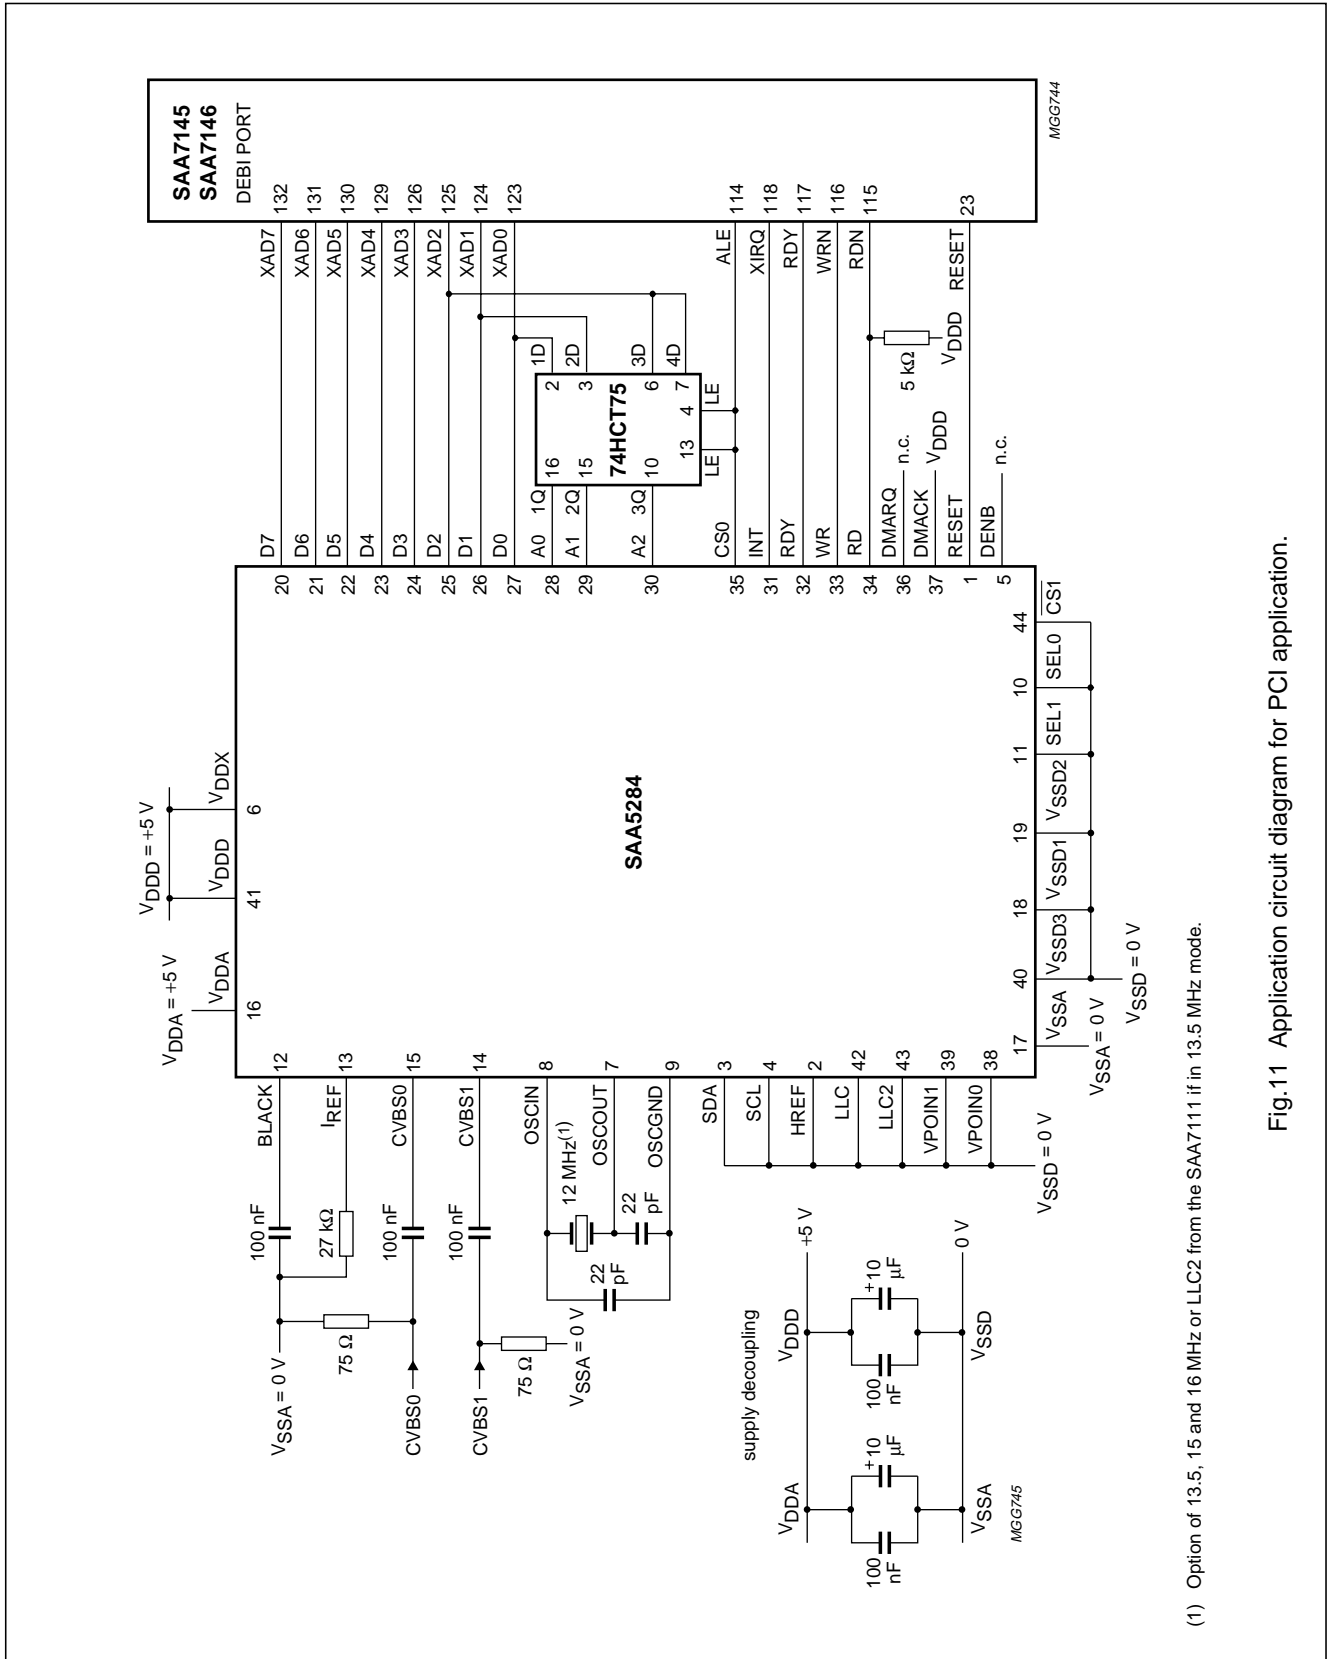 SAA7145
SAA7146
DEBI PORT
XAD7 132
XAD6 131
XAD5 130
XAD4 129
XAD3 126
XAD2 125
XAD1 124
XAD0 123
ALE 114
XIRQ 118
RDY 117
WRN 116
RDN 115
RESET 23
MGG744
74HCT75
1D 2
2D 3
3D 6
4D 7
16 1Q
15 2Q
10 3Q
13 LE
4 LE
5 kΩ
VDDD
SAA5284
20 D7
21 D6
22 D5
23 D4
24 D3
25 D2
26 D1
27 D0
28 A0
29 A1
30 A2
35 CS0
31 INT
32 RDY
33 WR
34 RD
36 DMARQ n.c.
37 DMACK VDDD
1 RESET
5 DENB n.c.
VDDA = +5 V
VDDD = +5 V
16 VDDA
41 VDDD
6 VDDX
17 VSSA
40 VSSD3
18 VSSD1
19 VSSD2
11 SEL1
10 SEL0
44 CS1
VSSA = 0 V
VSSD = 0 V
BLACK 12
IREF 13
CVBS0 15
CVBS1 14
OSCIN 8
OSCOUT 7
OSCGND 9
SDA 3
SCL 4
HREF 2
LLC 42
LLC2 43
VPOIN1 39
VPOIN0 38
100 nF
27 kΩ
100 nF
100 nF
12 MHz(1)
22
pF
22
pF
VSSA = 0 V
75 Ω
CVBS0
CVBS1
75 Ω
VSSA = 0 V
VSSD = 0 V
supply decoupling
VDDA
VDDD
+5 V
100
nF
+10
μF
100
nF
+10
μF
VSSA
VSSD
0 V
MGG745
(1) Option of 13.5, 15 and 16 MHz or LLC2 from the SAA7111 if in 13.5 MHz mode.
Fig.11 Application circuit diagram for PCI application.